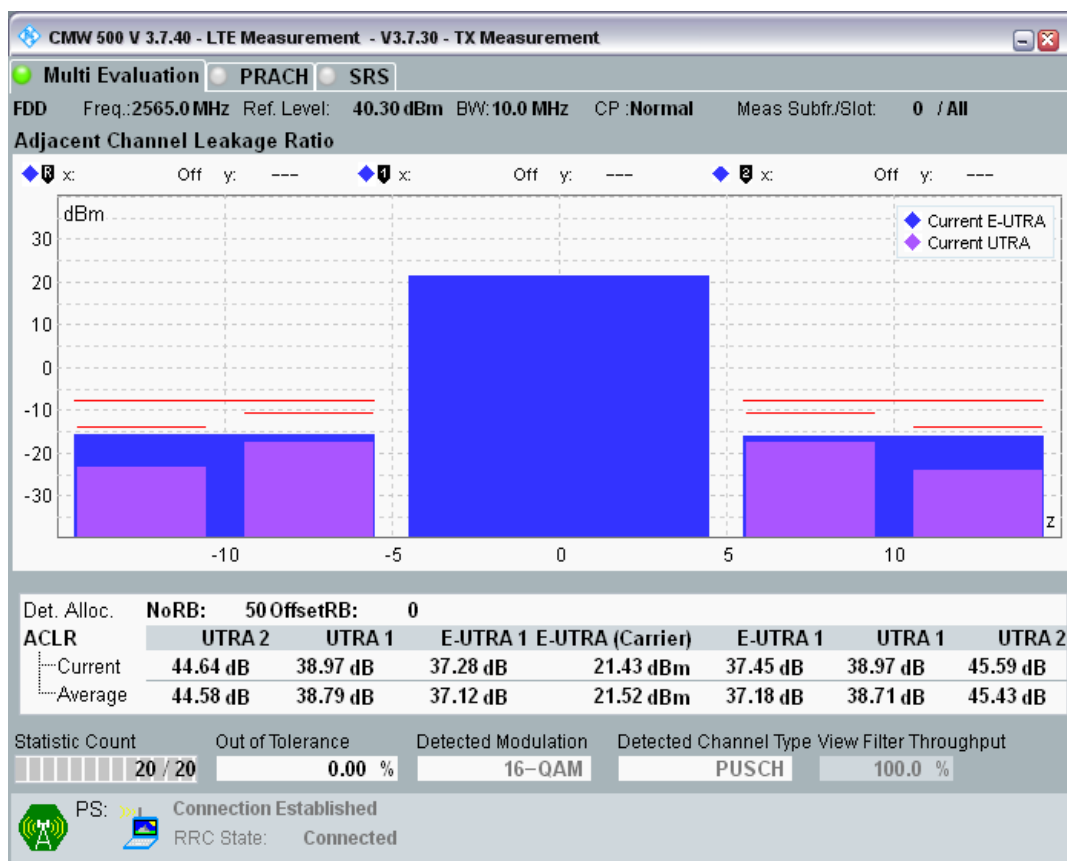 CMW 500 V 3.7.40 - LTE Measurement - V3.7.30 - TX Measurement
Multi Evaluation PRACH SRS
FDD Freq.:2565.0 MHz Ref. Level: 40.30 dBm BW:10.0 MHz CP :Normal Meas Subfr./Slot: 0 / All
Adjacent Channel Leakage Ratio
R x: Off y: --- 1 x: Off y: --- 2 x: Off y: ---
dBm
Current E-UTRA
Current UTRA
30
20
10
0
-10
-20
-30
z
-10 -5 0 5 10
Det. Alloc. NoRB: 50 OffsetRB: 0
ACLR UTRA 2 UTRA 1 E-UTRA 1 E-UTRA (Carrier) E-UTRA 1 UTRA 1 UTRA 2
Current 44.64 dB 38.97 dB 37.28 dB 21.43 dBm 37.45 dB 38.97 dB 45.59 dB
Average 44.58 dB 38.79 dB 37.12 dB 21.52 dBm 37.18 dB 38.71 dB 45.43 dB
Statistic Count Out of Tolerance Detected Modulation Detected Channel Type View Filter Throughput
20 / 20 0.00 % 16-QAM PUSCH 100.0 %
PS: Connection Established
RRC State: Connected